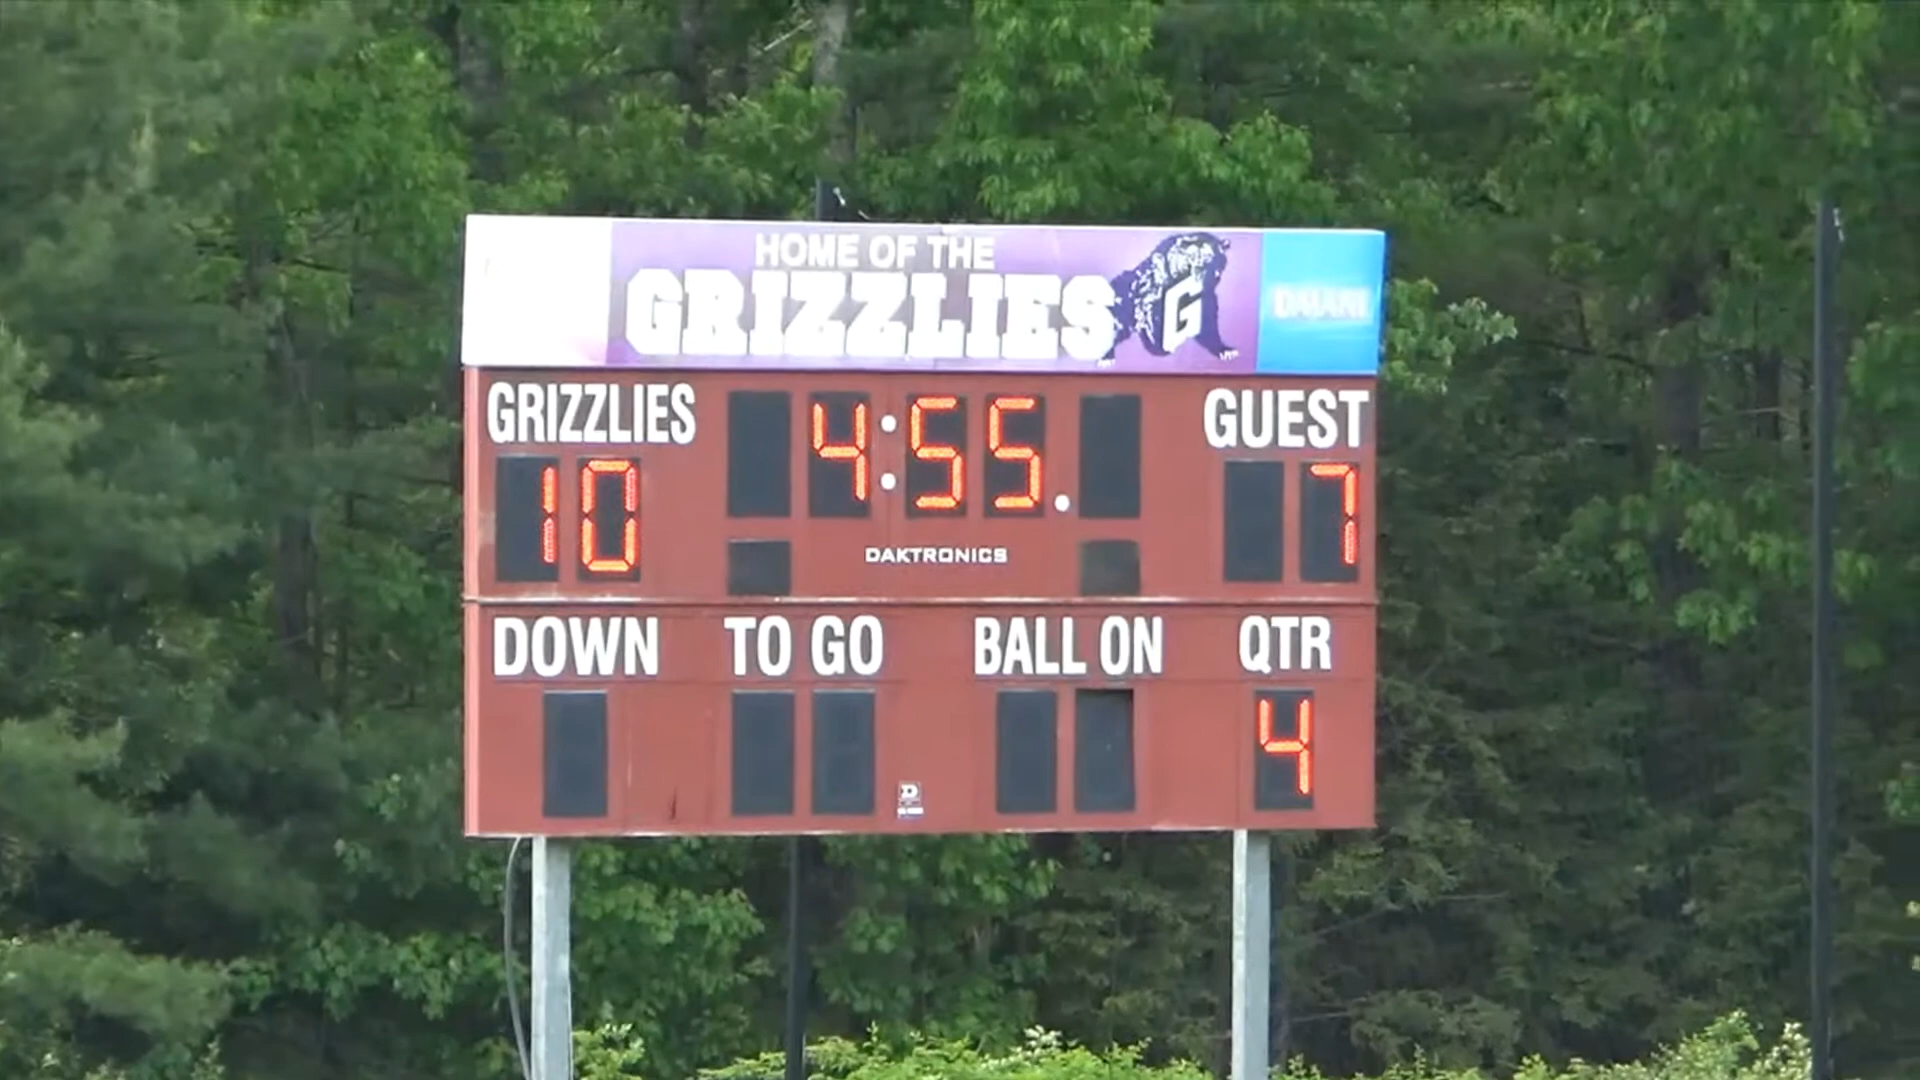 HOME OF THE
GRIZZLIES
G
GRIZZLIES 4:55. GUEST
10 7
DAKTRONICS
DOWN TO GO BALL ON QTR
4
D